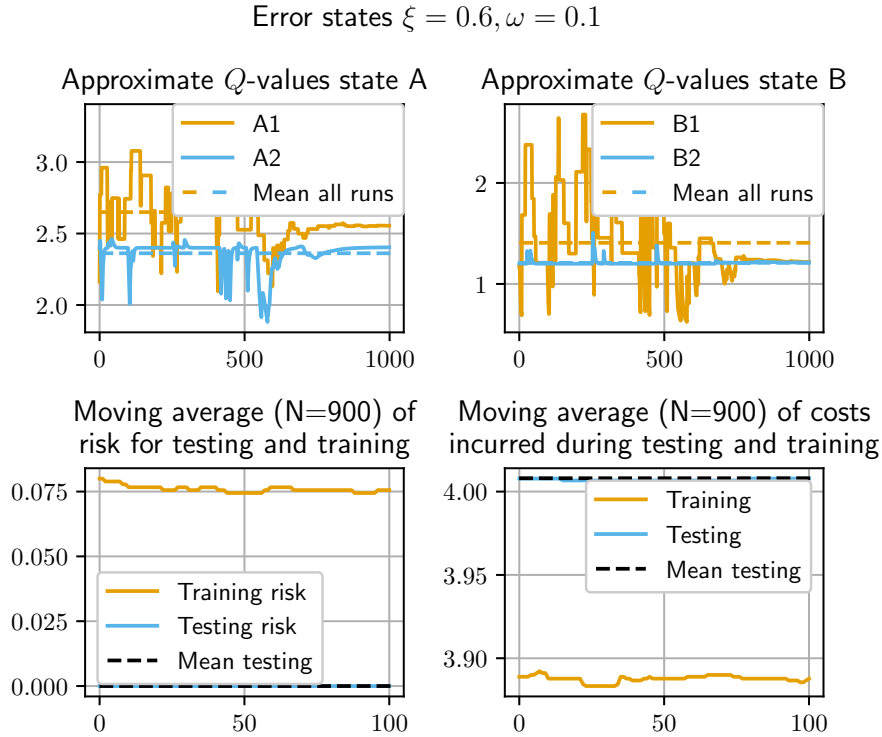 Error states ξ = 0.6, ω = 0.1
Approximate Q-values state A
3.0
2.5
2.0
0
500
1000
A1
A2
Mean all runs
Approximate Q-values state B
2
1
0
500
1000
B1
B2
Mean all runs
Moving average (N=900) of
risk for testing and training
0.075
0.050
0.025
0.000
0
50
100
Training risk
Testing risk
Mean testing
Moving average (N=900) of costs
incurred during testing and training
4.00
3.95
3.90
0
50
100
Training
Testing
Mean testing